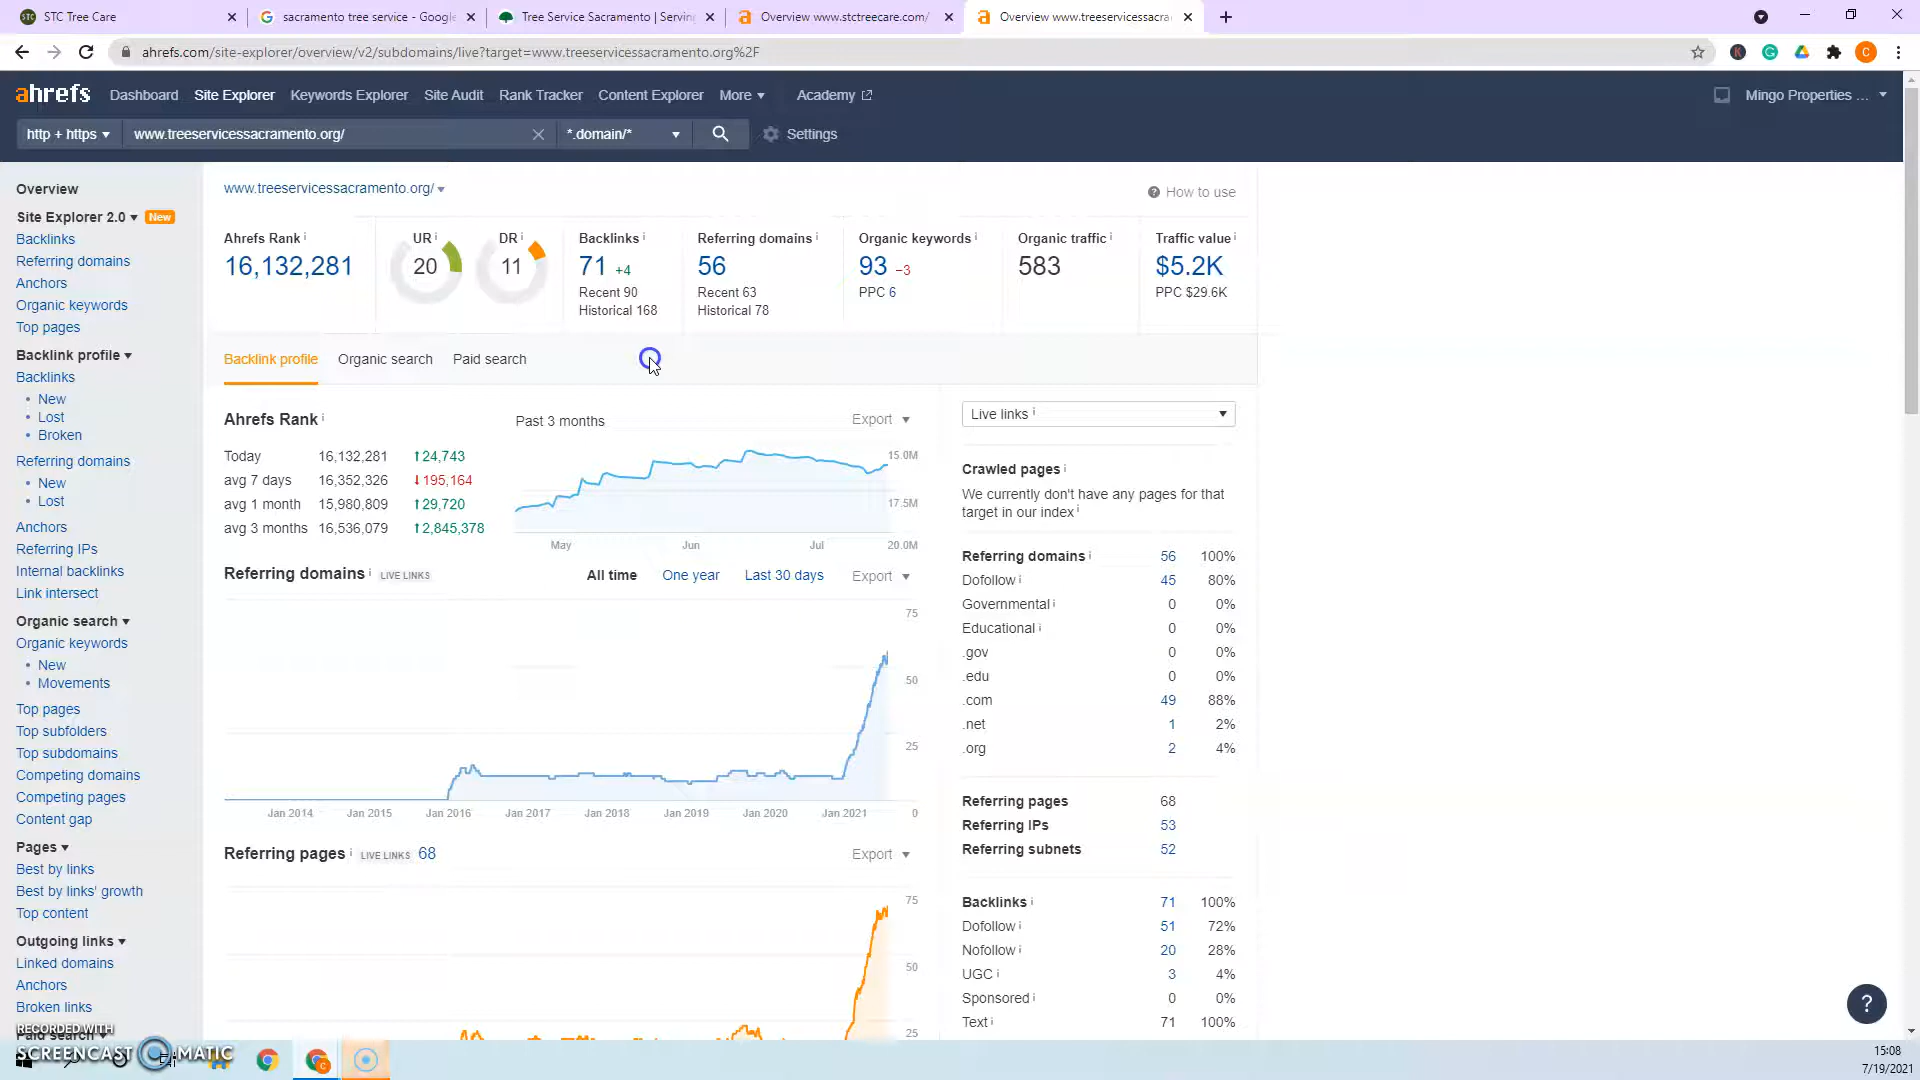 STC Tree Care
sacramento tree service - Google
Tree Service Sacramento | Servin
Overview www.stctreecare.com/
Overview www.treeservicessacra
ahrefs.com/site-explorer/overview/v2/subdomains/live?target=www.treeservicessacramento.org%2F
ahrefs Dashboard Site Explorer Keywords Explorer Site Audit Rank Tracker Content Explorer More Academy Mingo Properties ...
http + https www.treeservicessacramento.org/ *.domain/* Settings
Overview
Site Explorer 2.0 New
Backlinks
Referring domains
Anchors
Organic keywords
Top pages
Backlink profile
Backlinks
New
Lost
Broken
Referring domains
New
Lost
Anchors
Referring IPs
Internal backlinks
Link intersect
Organic search
Organic keywords
New
Movements
Top pages
Top subfolders
Top subdomains
Competing domains
Competing pages
Content gap
Pages
Best by links
Best by links' growth
Top content
Outgoing links
Linked domains
Anchors
Broken links
Paid search
www.treeservicessacramento.org/
How to use
Ahrefs Rank
16,132,281
UR
20
DR
11
Backlinks
71 +4
Recent 90
Historical 168
Referring domains
56
Recent 63
Historical 78
Organic keywords
93 −3
PPC 6
Organic traffic
583
Traffic value
$5.2K
PPC $29.6K
Backlink profile Organic search Paid search
Ahrefs Rank
Past 3 months
Export
Today 16,132,281 ↑24,743
avg 7 days 16,352,326 ↓195,164
avg 1 month 15,980,809 ↑29,720
avg 3 months 16,536,079 ↑2,845,378
15.0M
17.5M
20.0M
May Jun Jul
Referring domains LIVE LINKS
All time One year Last 30 days Export
75
50
25
0
Jan 2014 Jan 2015 Jan 2016 Jan 2017 Jan 2018 Jan 2019 Jan 2020 Jan 2021
Referring pages LIVE LINKS 68
Export
75
50
25
Live links
Crawled pages
We currently don't have any pages for that
target in our index
Referring domains 56 100%
Dofollow 45 80%
Governmental 0 0%
Educational 0 0%
.gov 0 0%
.edu 0 0%
.com 49 88%
.net 1 2%
.org 2 4%
Referring pages 68
Referring IPs 53
Referring subnets 52
Backlinks 71 100%
Dofollow 51 72%
Nofollow 20 28%
UGC 3 4%
Sponsored 0 0%
Text 71 100%
?
RECORDED WITH
SCREENCAST MATIC
15:08
7/19/2021